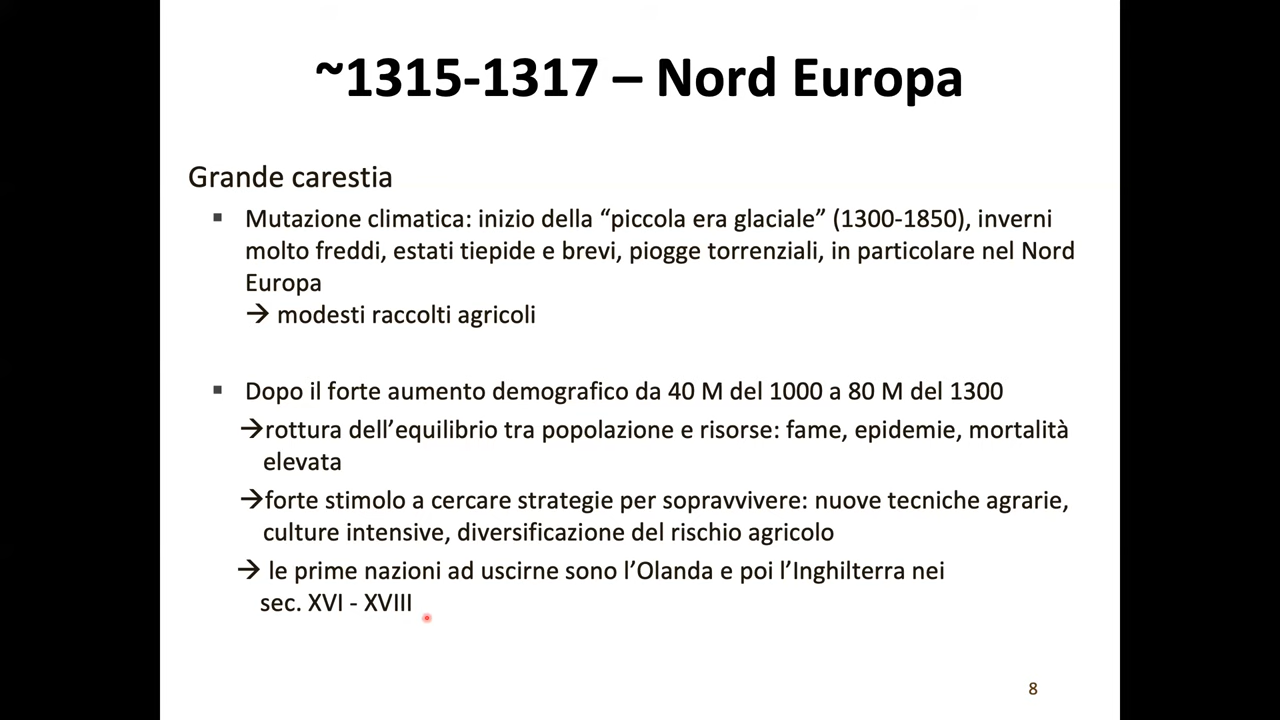 ~1315-1317 – Nord Europa
Grande carestia
▪ Mutazione climatica: inizio della “piccola era glaciale” (1300-1850), inverni
molto freddi, estati tiepide e brevi, piogge torrenziali, in particolare nel Nord
Europa
→ modesti raccolti agricoli
▪ Dopo il forte aumento demografico da 40 M del 1000 a 80 M del 1300
→rottura dell’equilibrio tra popolazione e risorse: fame, epidemie, mortalità
elevata
→forte stimolo a cercare strategie per sopravvivere: nuove tecniche agrarie,
culture intensive, diversificazione del rischio agricolo
→ le prime nazioni ad uscirne sono l’Olanda e poi l’Inghilterra nei
sec. XVI - XVIII
8